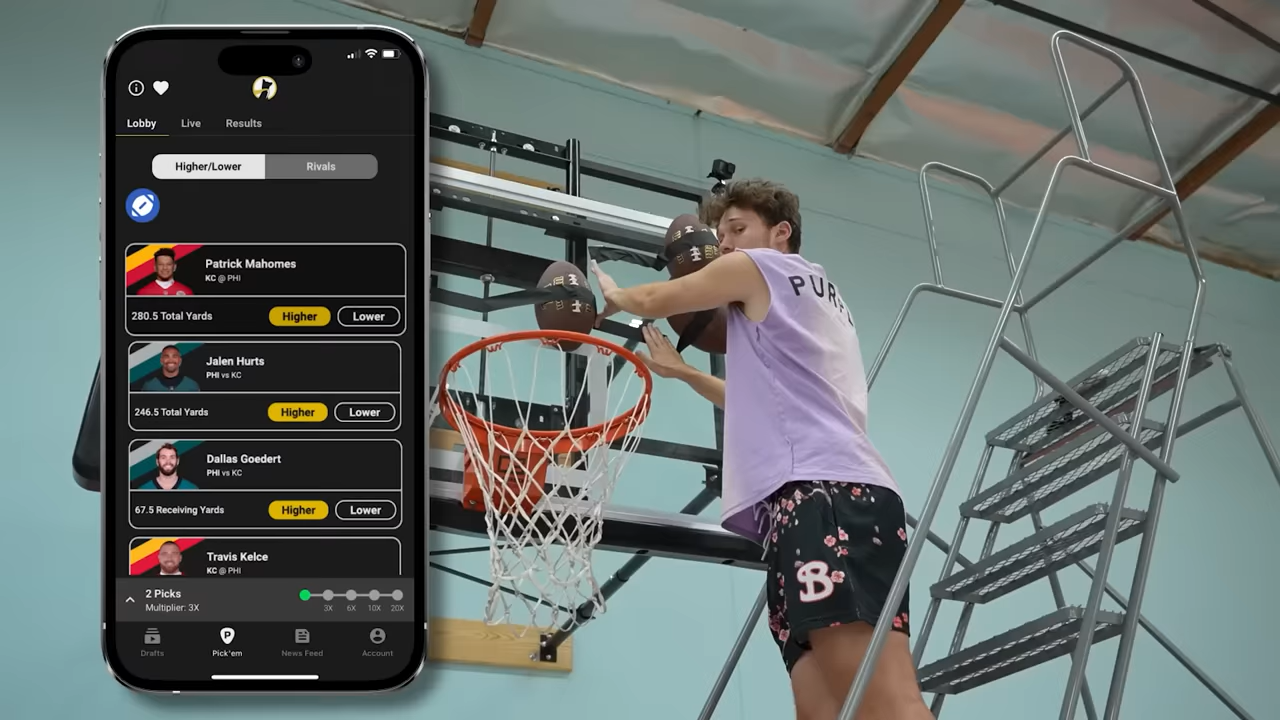 Lobby Live Results
Higher/Lower Rivals
Patrick Mahomes
KC @ PHI
280.5 Total Yards Higher Lower
Jalen Hurts
PHI vs KC
246.5 Total Yards Higher Lower
Dallas Goedert
PHI vs KC
67.5 Receiving Yards Higher Lower
Travis Kelce
KC @ PHI
2 Picks
Multiplier: 3X
3X 6X 10X 20X
Drafts Pick'em News Feed Account
B